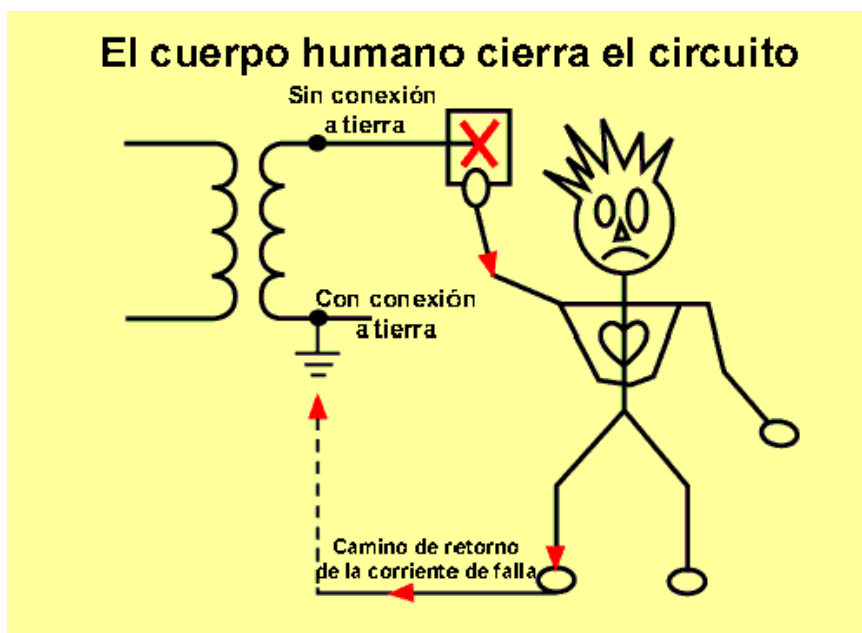 El cuerpo humano cierra el circuito
Sin conexión
a tierra
Con conexión
a tierra
Camino de retorno
de la corriente de falla